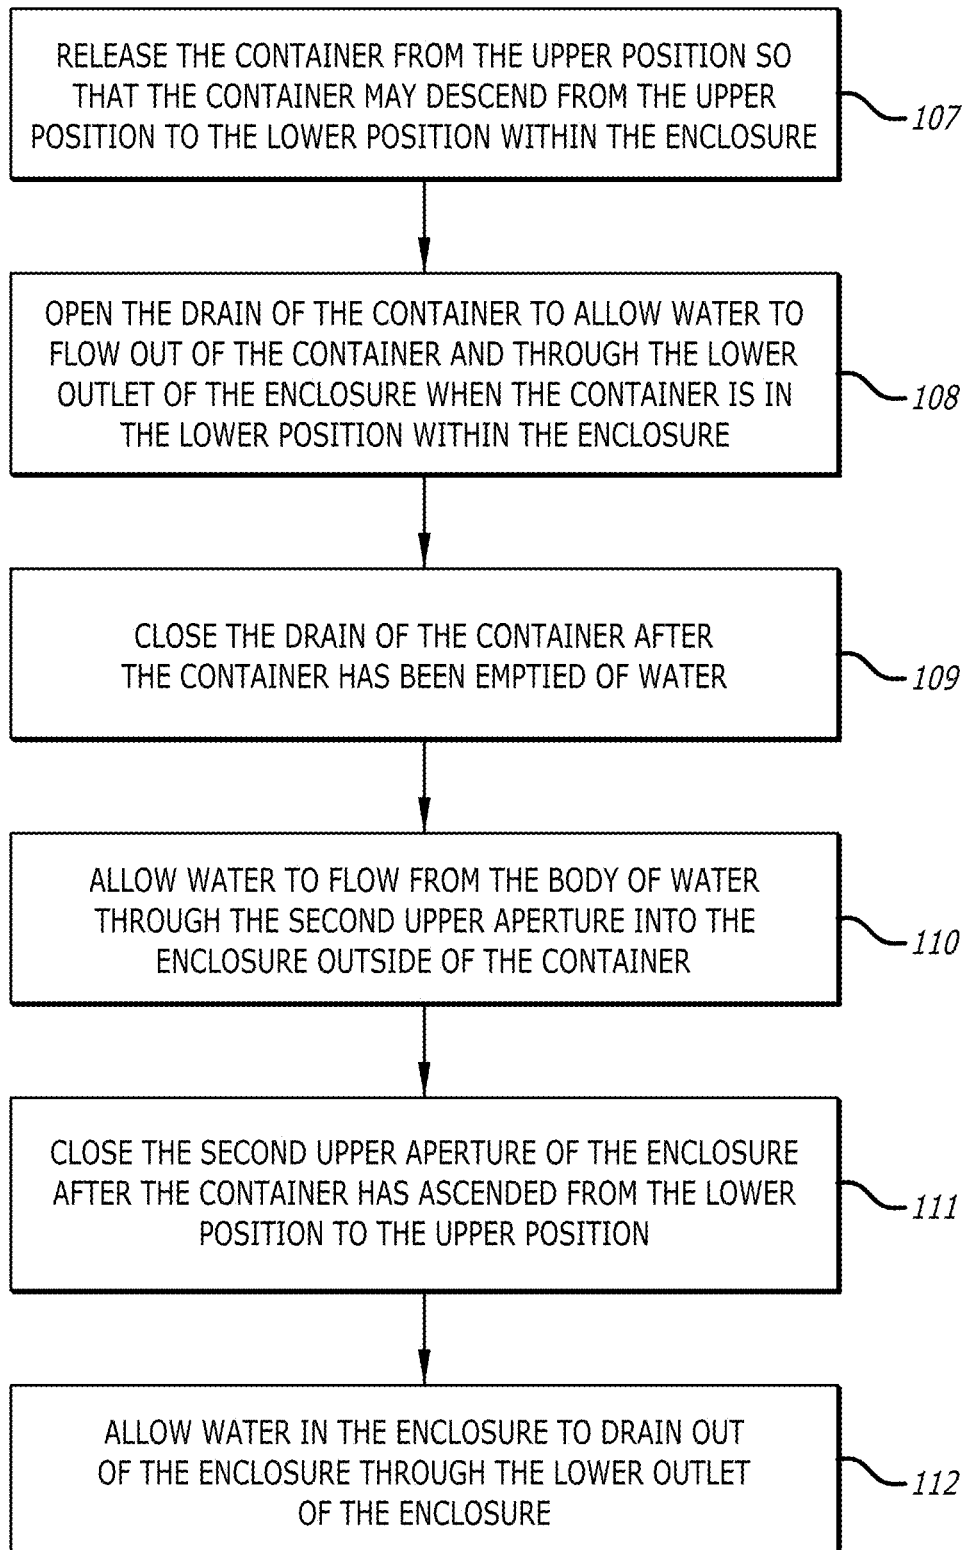 RELEASE THE CONTAINER FROM THE UPPER POSITION SO
THAT THE CONTAINER MAY DESCEND FROM THE UPPER
POSITION TO THE LOWER POSITION WITHIN THE ENCLOSURE
107
OPEN THE DRAIN OF THE CONTAINER TO ALLOW WATER TO
FLOW OUT OF THE CONTAINER AND THROUGH THE LOWER
OUTLET OF THE ENCLOSURE WHEN THE CONTAINER IS IN
THE LOWER POSITION WITHIN THE ENCLOSURE
108
CLOSE THE DRAIN OF THE CONTAINER AFTER
THE CONTAINER HAS BEEN EMPTIED OF WATER
109
ALLOW WATER TO FLOW FROM THE BODY OF WATER
THROUGH THE SECOND UPPER APERTURE INTO THE
ENCLOSURE OUTSIDE OF THE CONTAINER
110
CLOSE THE SECOND UPPER APERTURE OF THE ENCLOSURE
AFTER THE CONTAINER HAS ASCENDED FROM THE LOWER
POSITION TO THE UPPER POSITION
111
ALLOW WATER IN THE ENCLOSURE TO DRAIN OUT
OF THE ENCLOSURE THROUGH THE LOWER OUTLET
OF THE ENCLOSURE
112